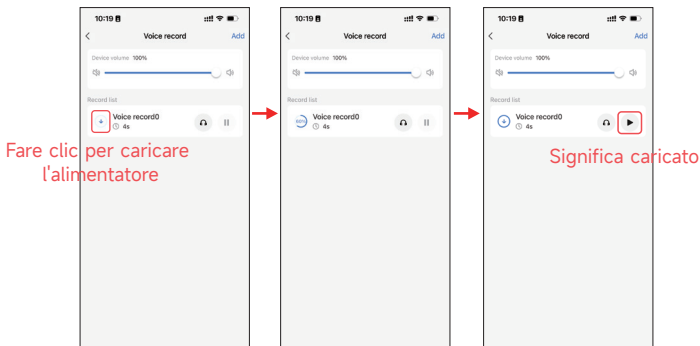 10:19
Voice record
Add
Device volume 100%
Record list
Voice record0
4s
Fare clic per caricare
l'alimentatore
10:19
Voice record
Add
Device volume 100%
Record list
Voice record0
4s
10:19
Voice record
Add
Device volume 100%
Record list
Voice record0
4s
Significa caricato